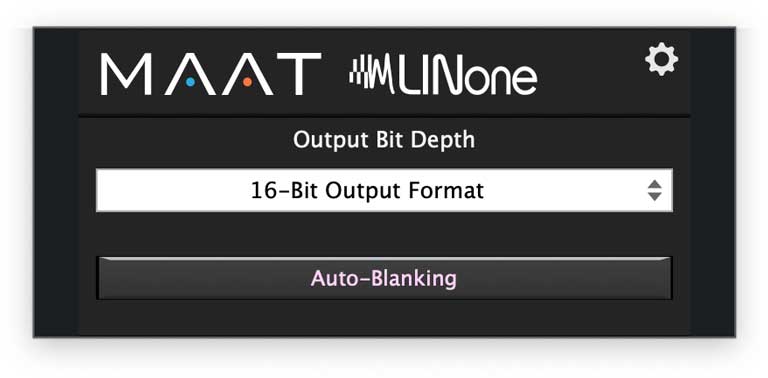 MAAT LINone
Output Bit Depth
16-Bit Output Format
Auto-Blanking